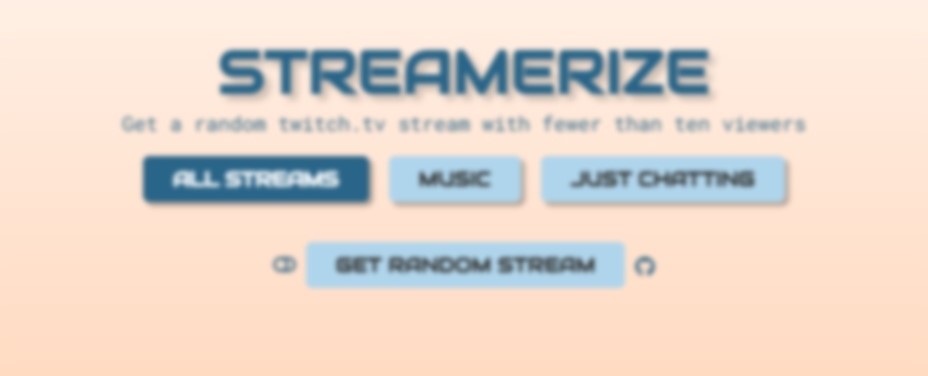 STREAMERIZE
Get a random twitch.tv stream with fewer than ten viewers
ALL STREAMS MUSIC JUST CHATTING
GET RANDOM STREAM